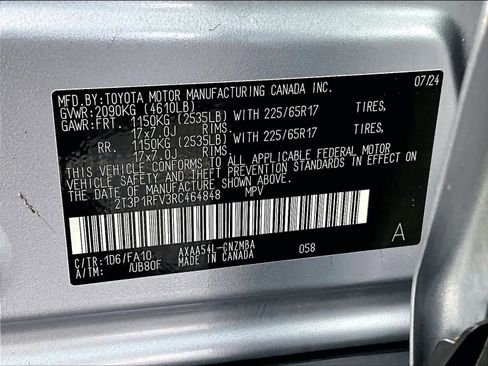 MFD.BY: TOYOTA MOTOR MANUFACTURING CANADA INC. 07/24
GVWR: 2090KG (4610LB)
GAWR: FRT. 1150KG (2535LB) WITH 225/65R17 TIRES,
17x7.0J RIMS.
RR. 1150KG (2535LB) WITH 225/65R17 TIRES,
17x7.0J RIMS.
THIS VEHICLE CONFORMS TO ALL APPLICABLE FEDERAL MOTOR
VEHICLE SAFETY AND THEFT PREVENTION STANDARDS IN EFFECT ON
THE DATE OF MANUFACTURE SHOWN ABOVE.
2T3P1RFV3RC464848 MPV
C/TR: 1D6/FA10 AXAA54L-CNZMBA 058 A
A/TM: /UB80F MADE IN CANADA